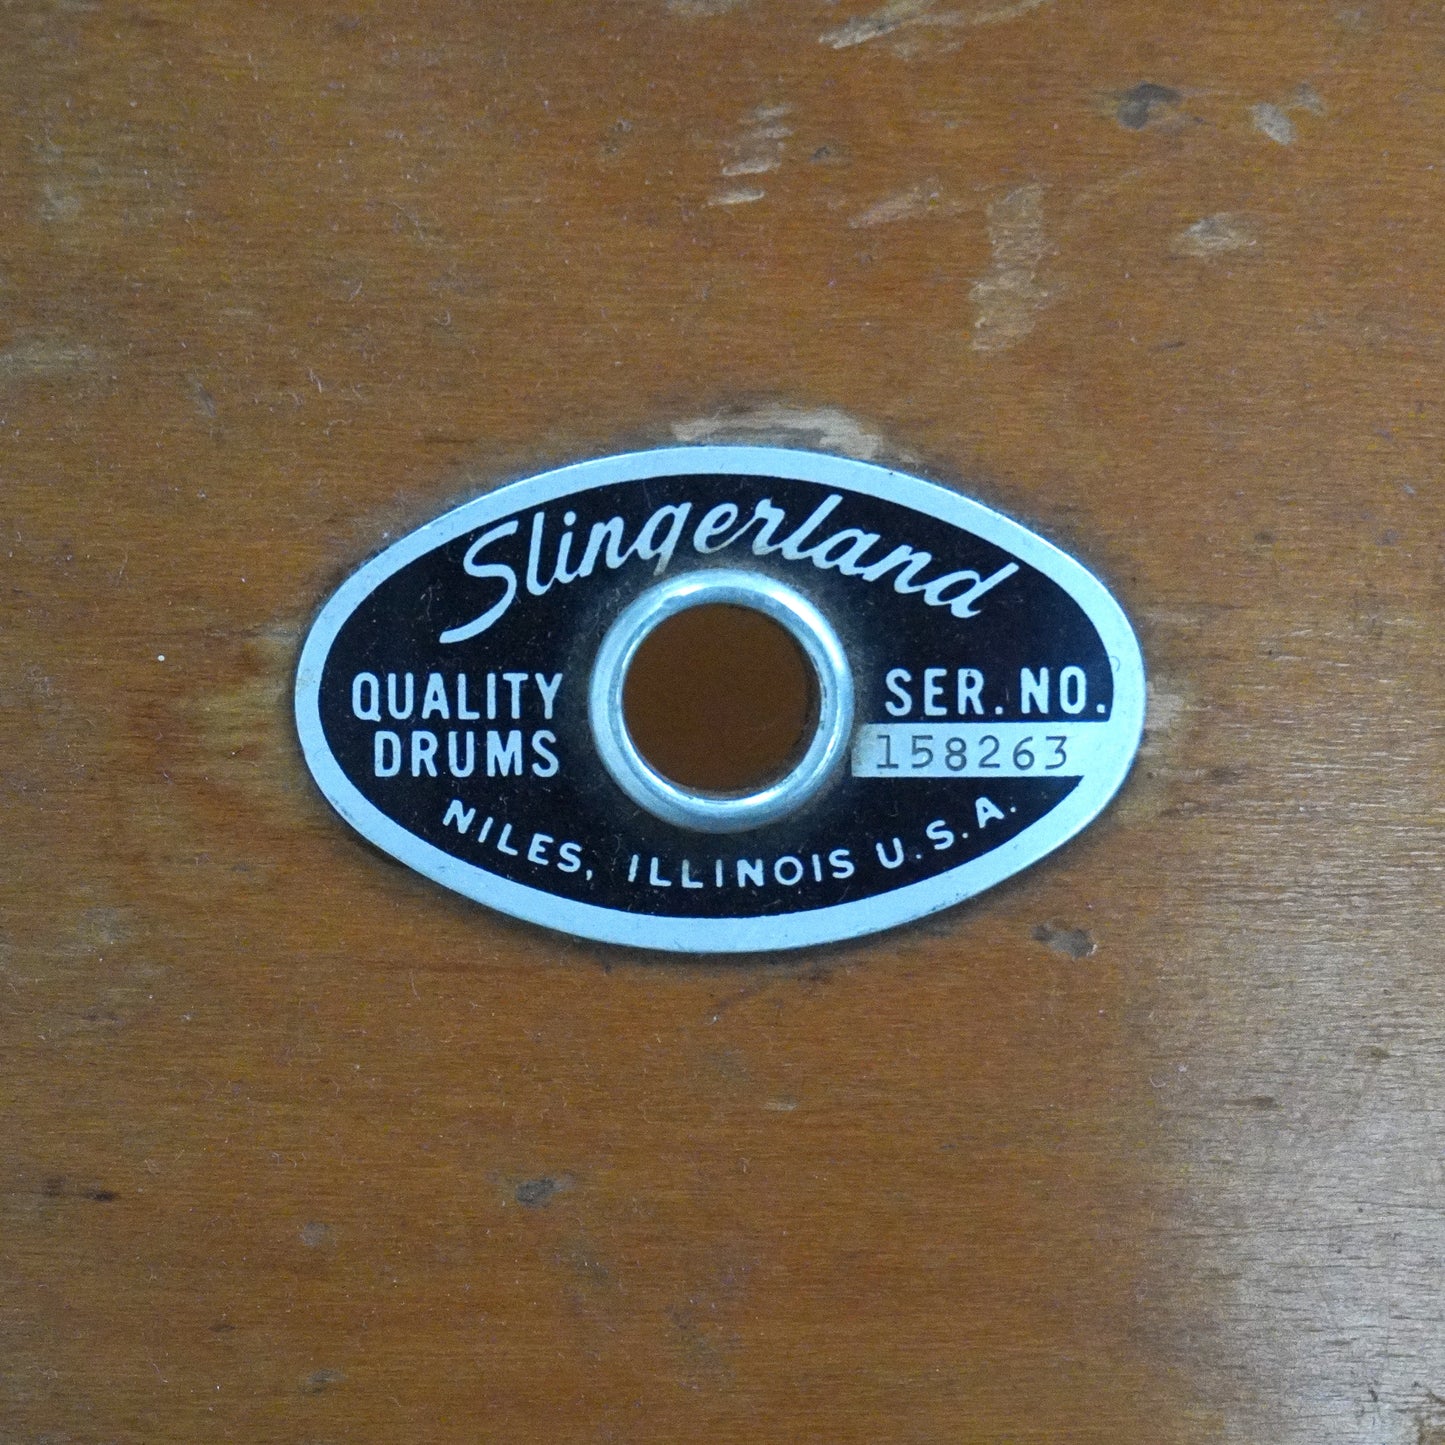 Slingerland
QUALITY
DRUMS
SER. NO.
158263
NILES, ILLINOIS U.S.A.